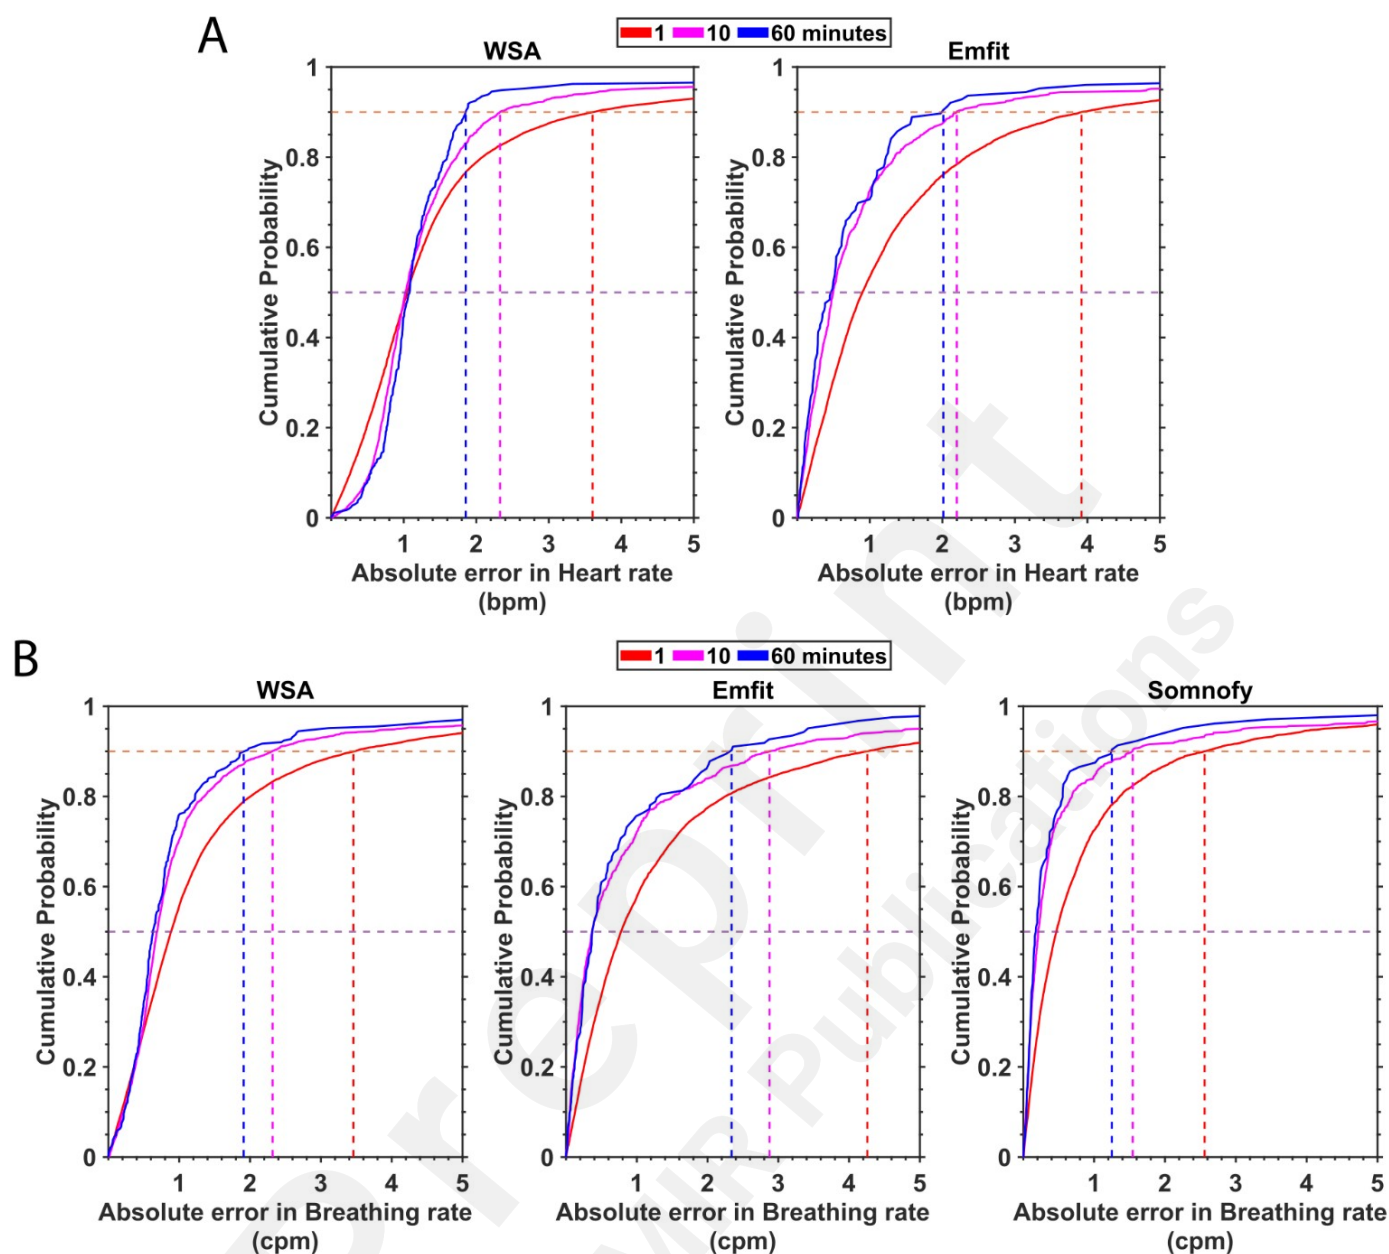 A
1 10 60 minutes
WSA
Emfit
1
0.8
0.6
0.4
0.2
0
Cumulative Probability
1 2 3 4 5
Absolute error in Heart rate
(bpm)
1
0.8
0.6
0.4
0.2
0
Cumulative Probability
1 2 3 4 5
Absolute error in Heart rate
(bpm)
B
1 10 60 minutes
WSA
Emfit
Somnofy
1
0.8
0.6
0.4
0.2
0
Cumulative Probability
1 2 3 4 5
Absolute error in Breathing rate
(cpm)
1
0.8
0.6
0.4
0.2
0
Cumulative Probability
1 2 3 4 5
Absolute error in Breathing rate
(cpm)
1
0.8
0.6
0.4
0.2
0
Cumulative Probability
1 2 3 4 5
Absolute error in Breathing rate
(cpm)
Preprint
JMIR Publications